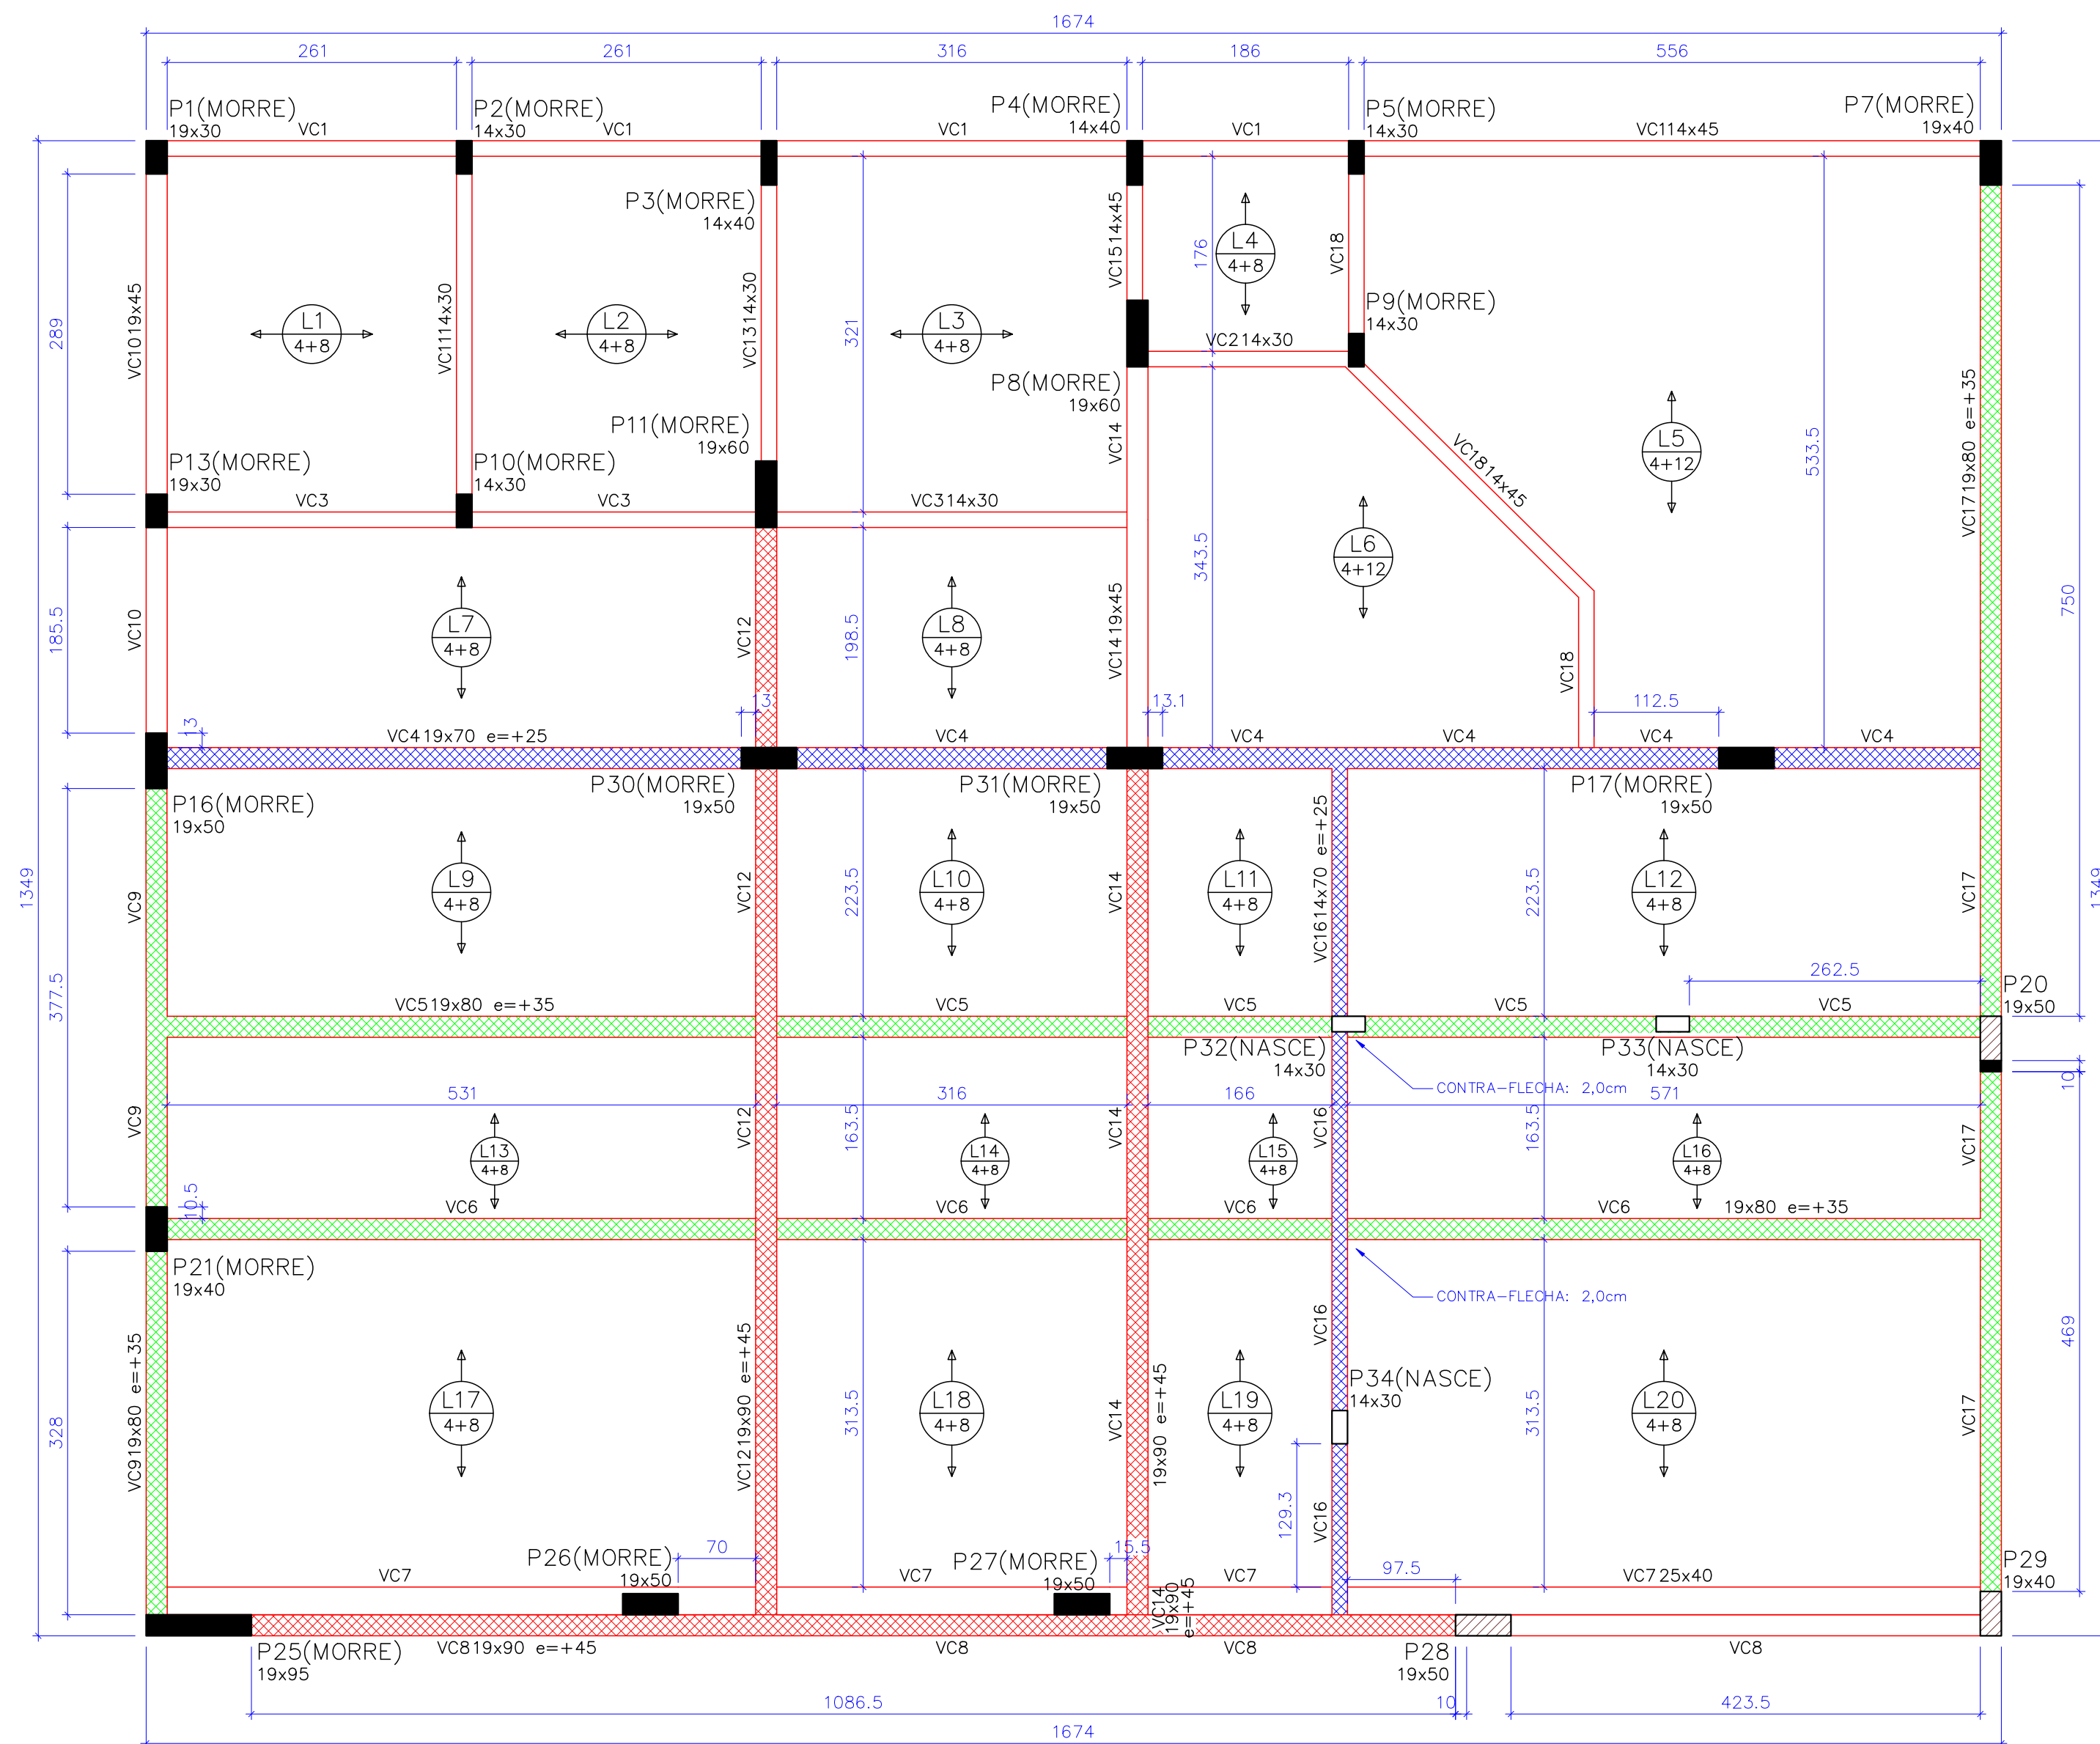 1674
261
261
316
186
556
P1(MORRE)
19x30
VC1
P2(MORRE)
14x30
VC1
VC1
P4(MORRE)
14x40
VC1
P5(MORRE)
14x30
VC114x45
P7(MORRE)
19x40
P3(MORRE)
14x40
VC1514x45
176
L4
4+8
VC18
289
VC1019x45
L1
4+8
VC1114x30
L2
4+8
VC1314x30
321
L3
4+8
P9(MORRE)
14x30
VC214x30
P8(MORRE)
19x60
P11(MORRE)
19x60
VC14
VC1814x45
L5
4+12
533.5
VC1719x80 e=+35
P13(MORRE)
19x30
P10(MORRE)
14x30
VC3
VC3
VC314x30
343.5
L6
4+12
185.5
VC10
L7
4+8
VC12
198.5
L8
4+8
VC1419x45
VC18
750
13
13
13.1
112.5
VC419x70 e=+25
VC4
VC4
VC4
VC4
VC4
P16(MORRE)
19x50
P30(MORRE)
19x50
P31(MORRE)
19x50
P17(MORRE)
19x50
1349
VC9
L9
4+8
VC12
223.5
L10
4+8
VC14
L11
4+8
VC1614x70 e=+25
223.5
L12
4+8
VC17
1349
377.5
262.5
P20
19x50
VC519x80 e=+35
VC5
VC5
VC5
VC5
P32(NASCE)
14x30
P33(NASCE)
14x30
CONTRA-FLECHA: 2,0cm
10
531
316
166
571
VC9
L13
4+8
VC12
163.5
L14
4+8
VC14
L15
4+8
VC16
163.5
L16
4+8
VC17
10.5
VC6
VC6
VC6
VC6
19x80 e=+35
P21(MORRE)
19x40
CONTRA-FLECHA: 2,0cm
469
328
VC919x80 e=+35
L17
4+8
VC1219x90 e=+45
313.5
L18
4+8
VC14
19x90 e=+45
L19
4+8
VC16
P34(NASCE)
14x30
313.5
L20
4+8
VC17
129.3
VC16
P26(MORRE)
19x50
70
P27(MORRE)
19x50
15.5
97.5
P29
19x40
VC7
VC7
VC7
VC725x40
VC14
19x90
e=+45
P25(MORRE)
19x95
VC819x90 e=+45
VC8
VC8
P28
19x50
VC8
1086.5
10
423.5
1674